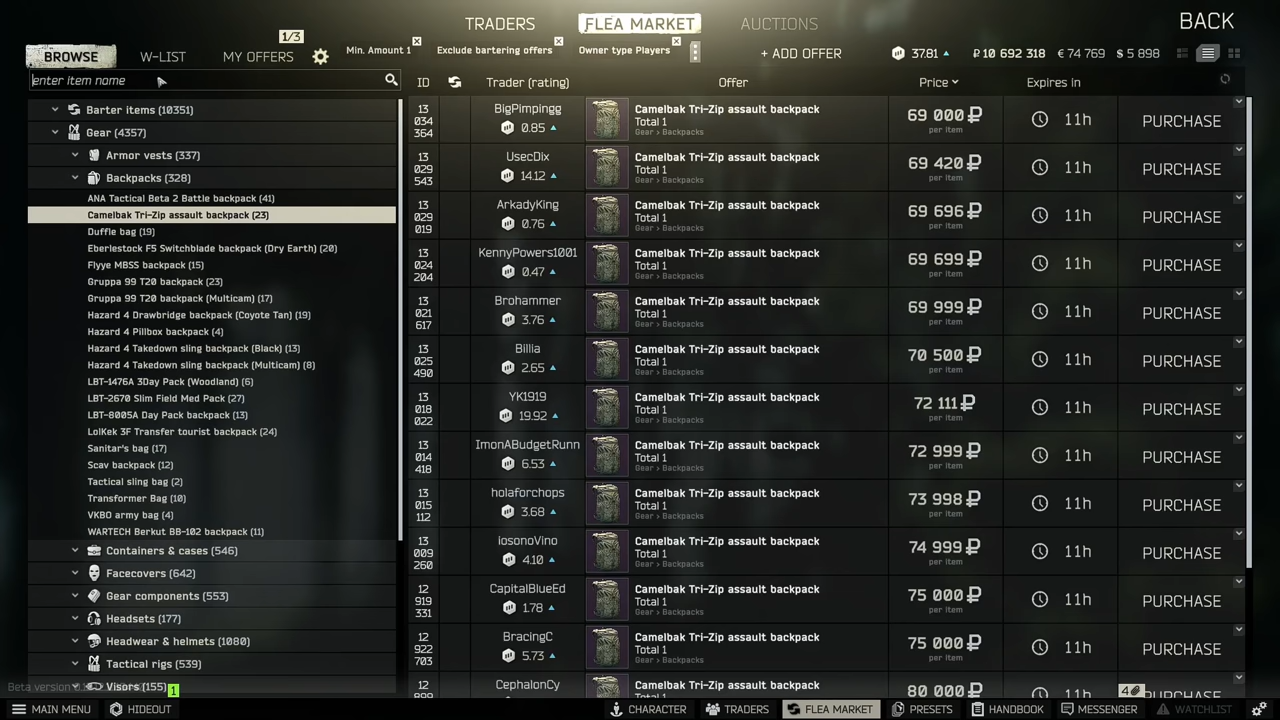 TRADERS
FLEA MARKET
AUCTIONS
BACK
1/3
BROWSE
W-LIST
MY OFFERS
Min. Amount 1
Exclude bartering offers
Owner type Players
+ ADD OFFER
37.81
₽ 10 692 318
€ 74 769
$ 5 898
enter item name
ID
Trader (rating)
Offer
Price
Expires in
Barter items (10351)
Gear (4357)
Armor vests (337)
Backpacks (328)
ANA Tactical Beta 2 Battle backpack (41)
Camelbak Tri-Zip assault backpack (23)
Duffle bag (19)
Eberlestock F5 Switchblade backpack (Dry Earth) (20)
Flyye MBSS backpack (15)
Gruppa 99 T20 backpack (23)
Gruppa 99 T20 backpack (Multicam) (17)
Hazard 4 Drawbridge backpack (Coyote Tan) (19)
Hazard 4 Pillbox backpack (4)
Hazard 4 Takedown sling backpack (Black) (13)
Hazard 4 Takedown sling backpack (Multicam) (8)
LBT-1476A 3Day Pack (Woodland) (6)
LBT-2670 Slim Field Med Pack (27)
LBT-8005A Day Pack backpack (13)
LolKek 3F Transfer tourist backpack (24)
Sanitar's bag (17)
Scav backpack (12)
Tactical sling bag (2)
Transformer Bag (10)
VKBO army bag (4)
WARTECH Berkut BB-102 backpack (11)
Containers & cases (546)
Facecovers (642)
Gear components (553)
Headsets (177)
Headwear & helmets (1080)
Tactical rigs (539)
Visors (155)
Beta version
1
13 034 364
BigPimpingg
0.85
Camelbak Tri-Zip assault backpack
Total 1
Gear > Backpacks
69 000 ₽
per item
11h
PURCHASE
13 029 543
UsecDix
14.12
Camelbak Tri-Zip assault backpack
Total 1
Gear > Backpacks
69 420 ₽
per item
11h
PURCHASE
13 029 019
ArkadyKing
0.76
Camelbak Tri-Zip assault backpack
Total 1
Gear > Backpacks
69 696 ₽
per item
11h
PURCHASE
13 024 204
KennyPowers1001
0.47
Camelbak Tri-Zip assault backpack
Total 1
Gear > Backpacks
69 699 ₽
per item
11h
PURCHASE
13 021 617
Brohammer
3.76
Camelbak Tri-Zip assault backpack
Total 1
Gear > Backpacks
69 999 ₽
per item
11h
PURCHASE
13 025 490
2.65
Camelbak Tri-Zip assault backpack
Total 1
Gear > Backpacks
70 500 ₽
per item
11h
PURCHASE
13 018 022
YK1919
19.92
Camelbak Tri-Zip assault backpack
Total 1
Gear > Backpacks
72 111 ₽
per item
11h
PURCHASE
13 014 418
ImonABudgetRunn
6.53
Camelbak Tri-Zip assault backpack
Total 1
Gear > Backpacks
72 999 ₽
per item
11h
PURCHASE
13 015 112
holaforchops
3.68
Camelbak Tri-Zip assault backpack
Total 1
Gear > Backpacks
73 998 ₽
per item
11h
PURCHASE
13 009 260
iosonoVino
4.10
Camelbak Tri-Zip assault backpack
Total 1
Gear > Backpacks
74 999 ₽
per item
11h
PURCHASE
12 919 331
CapitalBlueEd
1.78
Camelbak Tri-Zip assault backpack
Total 1
Gear > Backpacks
75 000 ₽
per item
11h
PURCHASE
12 922 703
BracingC
5.73
Camelbak Tri-Zip assault backpack
Total 1
Gear > Backpacks
75 000 ₽
per item
11h
PURCHASE
12
CephalonCy
Camelbak Tri-Zip assault backpack
Total 1
80 000 ₽
11h
PURCHASE
4
MAIN MENU
HIDEOUT
CHARACTER
TRADERS
FLEA MARKET
PRESETS
HANDBOOK
MESSENGER
WATCHLIST